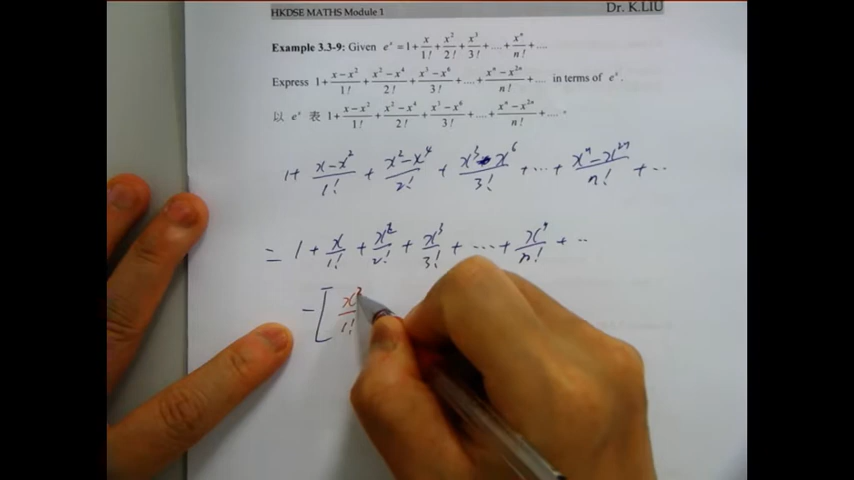 HKDSE MATHS Module 1 Dr. K.LIU
Example 3.3-9: Given e^x = 1 + x/1! + x^2/2! + x^3/3! + .... + x^n/n! + ....
Express 1 + (x-x^2)/1! + (x^2-x^4)/2! + (x^3-x^6)/3! + .... + (x^n-x^{2n})/n! + .... in terms of e^x.
以 e^x 表 1 + (x-x^2)/1! + (x^2-x^4)/2! + (x^3-x^6)/3! + .... + (x^n-x^{2n})/n! + .... 。
1 + (x-x^2)/1! + (x^2-x^4)/2! + (x^3-x^6)/3! + ... + (x^n-x^{2n})/n! + ...
= 1 + x/1! + x^2/2! + x^3/3! + ... + x^n/n! + ..
- [ x^2/1!